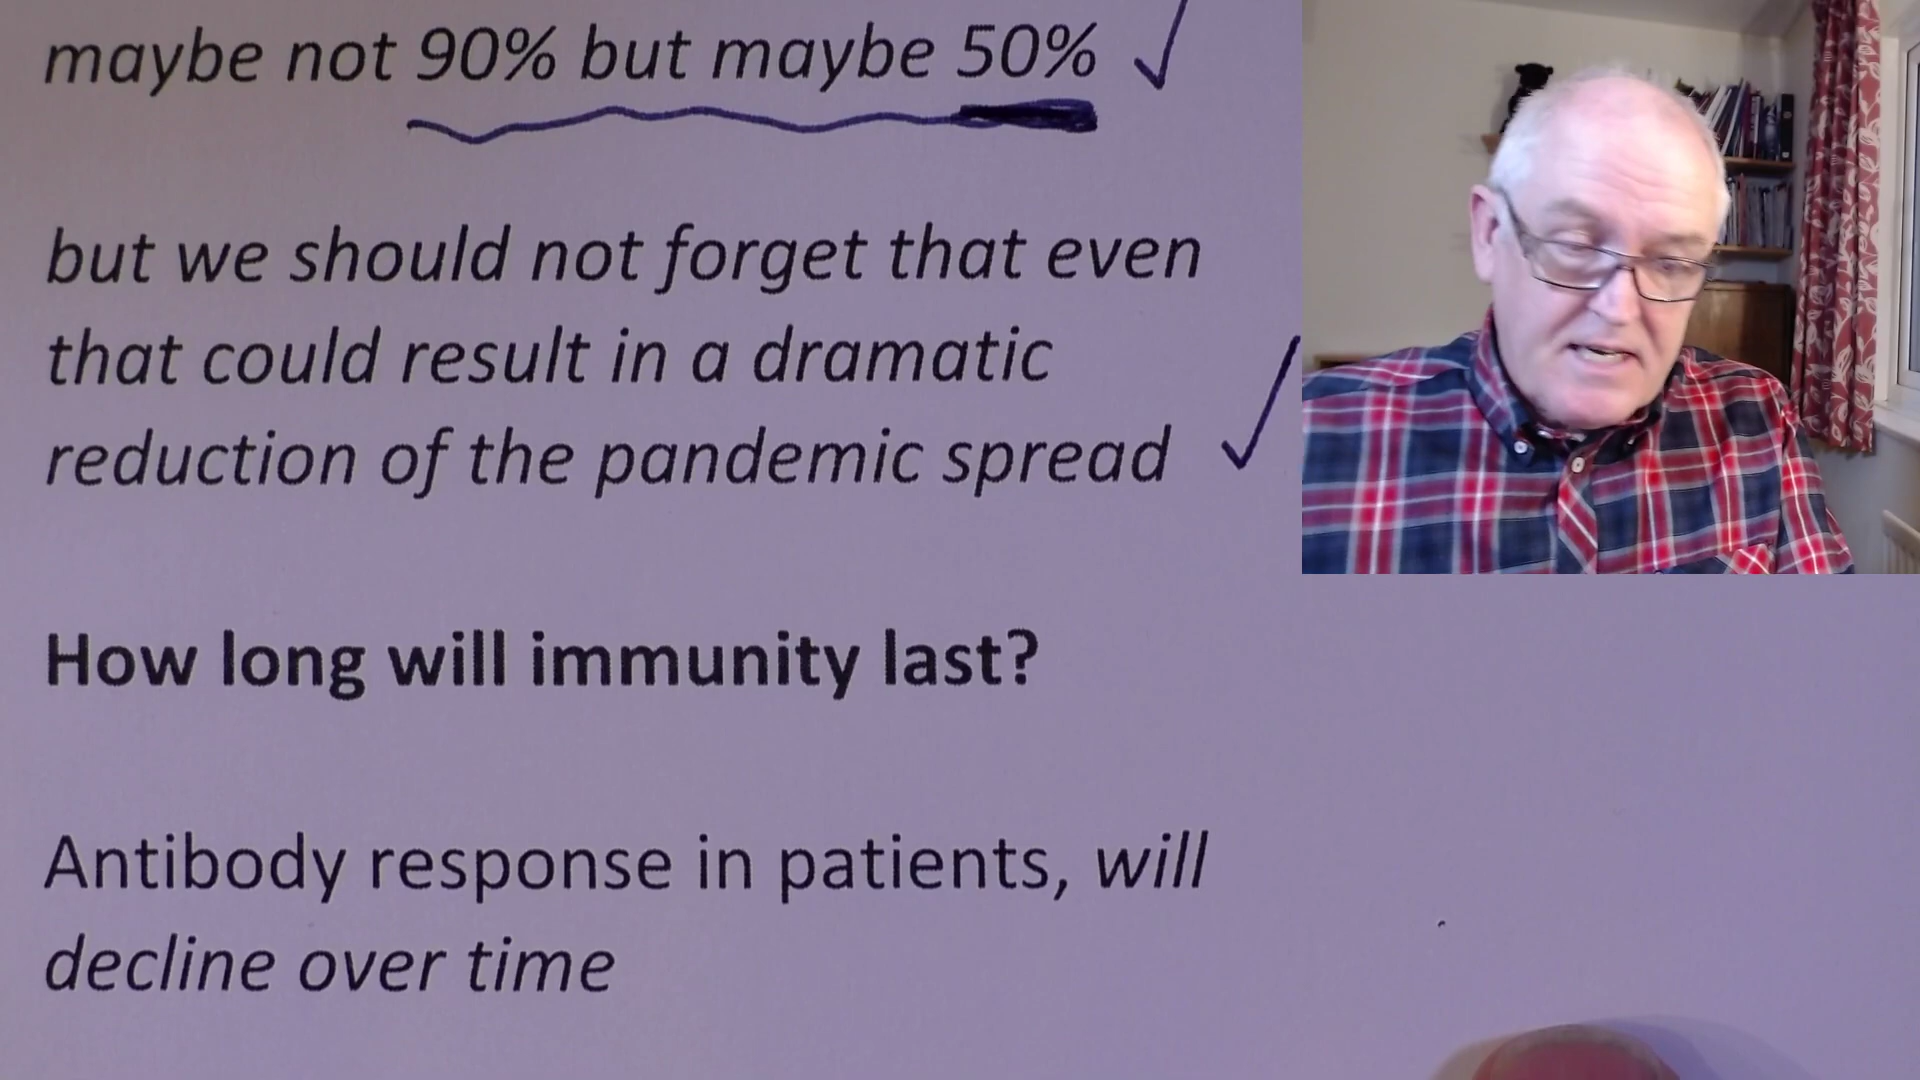 maybe not 90% but maybe 50%
but we should not forget that even
that could result in a dramatic
reduction of the pandemic spread
How long will immunity last?
Antibody response in patients, will
decline over time